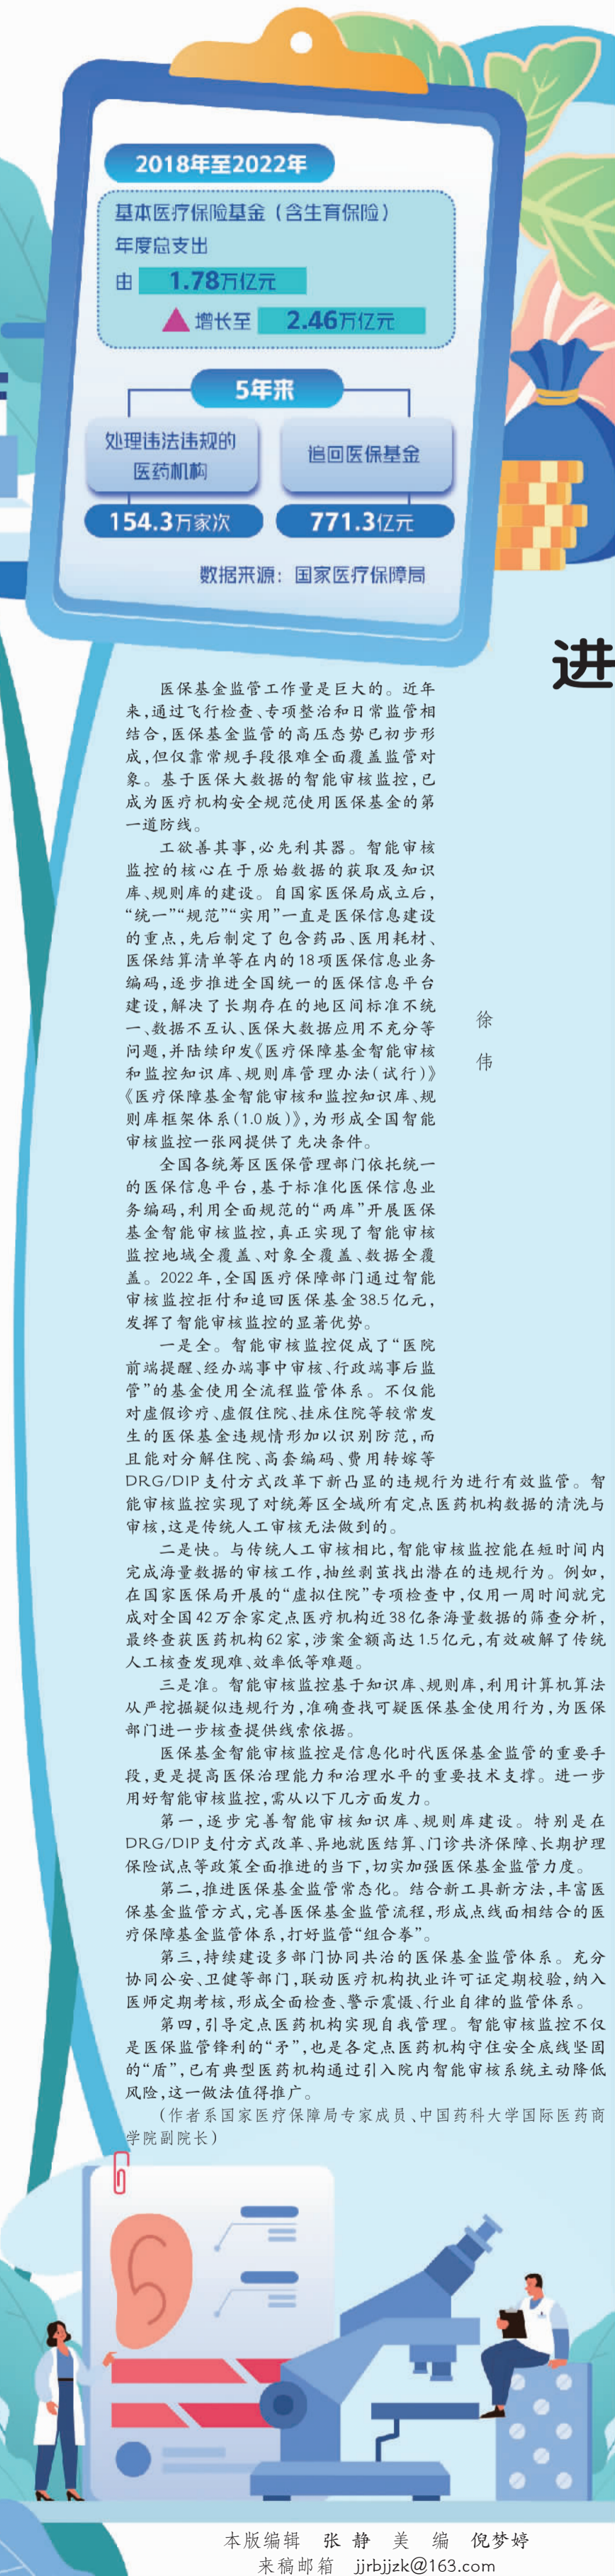 2018年至2022年
基本医疗保险基金（含生育保险）
年度总支出
由 1.78万亿元
增长至 2.46万亿元
5年来
处理违法违规的
医药机构
154.3万家次
追回医保基金
771.3亿元
数据来源：国家医疗保障局
进
医保基金监管工作量是巨大的。近年
来,通过飞行检查、专项整治和日常监管相
结合,医保基金监管的高压态势已初步形
成,但仅靠常规手段很难全面覆盖监管对
象。基于医保大数据的智能审核监控,已
成为医疗机构安全规范使用医保基金的第
一道防线。
工欲善其事,必先利其器。智能审核
监控的核心在于原始数据的获取及知识
库、规则库的建设。自国家医保局成立后,
“统一”“规范”“实用”一直是医保信息建设
的重点,先后制定了包含药品、医用耗材、
医保结算清单等在内的18项医保信息业务
编码,逐步推进全国统一的医保信息平台
建设,解决了长期存在的地区间标准不统
一、数据不互认、医保大数据应用不充分等
问题,并陆续印发《医疗保障基金智能审核
和监控知识库、规则库管理办法(试行)》
《医疗保障基金智能审核和监控知识库、规
则库框架体系(1.0版)》,为形成全国智能
审核监控一张网提供了先决条件。
全国各统筹区医保管理部门依托统一
的医保信息平台,基于标准化医保信息业
务编码,利用全面规范的“两库”开展医保
基金智能审核监控,真正实现了智能审核
监控地域全覆盖、对象全覆盖、数据全覆
盖。2022年,全国医疗保障部门通过智能
审核监控拒付和追回医保基金38.5亿元,
发挥了智能审核监控的显著优势。
一是全。智能审核监控促成了“医院
前端提醒、经办端事中审核、行政端事后监
管”的基金使用全流程监管体系。不仅能
对虚假诊疗、虚假住院、挂床住院等较常发
生的医保基金违规情形加以识别防范,而
且能对分解住院、高套编码、费用转嫁等
DRG/DIP支付方式改革下新凸显的违规行为进行有效监管。智
能审核监控实现了对统筹区全域所有定点医药机构数据的清洗与
审核,这是传统人工审核无法做到的。
二是快。与传统人工审核相比,智能审核监控能在短时间内
完成海量数据的审核工作,抽丝剥茧找出潜在的违规行为。例如,
在国家医保局开展的“虚拟住院”专项检查中,仅用一周时间就完
成对全国42万余家定点医疗机构近38亿条海量数据的筛查分析,
最终查获医药机构62家,涉案金额高达1.5亿元,有效破解了传统
人工核查发现难、效率低等难题。
三是准。智能审核监控基于知识库、规则库,利用计算机算法
从严挖掘疑似违规行为,准确查找可疑医保基金使用行为,为医保
部门进一步核查提供线索依据。
医保基金智能审核监控是信息化时代医保基金监管的重要手
段,更是提高医保治理能力和治理水平的重要技术支撑。进一步
用好智能审核监控,需从以下几方面发力。
第一,逐步完善智能审核知识库、规则库建设。特别是在
DRG/DIP支付方式改革、异地就医结算、门诊共济保障、长期护理
保险试点等政策全面推进的当下,切实加强医保基金监管力度。
第二,推进医保基金监管常态化。结合新工具新方法,丰富医
保基金监管方式,完善医保基金监管流程,形成点线面相结合的医
疗保障基金监管体系,打好监管“组合拳”。
第三,持续建设多部门协同共治的医保基金监管体系。充分
协同公安、卫健等部门,联动医疗机构执业许可证定期校验,纳入
医师定期考核,形成全面检查、警示震慑、行业自律的监管体系。
第四,引导定点医药机构实现自我管理。智能审核监控不仅
是医保监管锋利的“矛”,也是各定点医药机构守住安全底线坚固
的“盾”,已有典型医药机构通过引入院内智能审核系统主动降低
风险,这一做法值得推广。
(作者系国家医疗保障局专家成员、中国药科大学国际医药商
学院副院长)
徐
伟
本版编辑 张 静 美 编 倪梦婷
来稿邮箱 jjrbjjzk@163.com